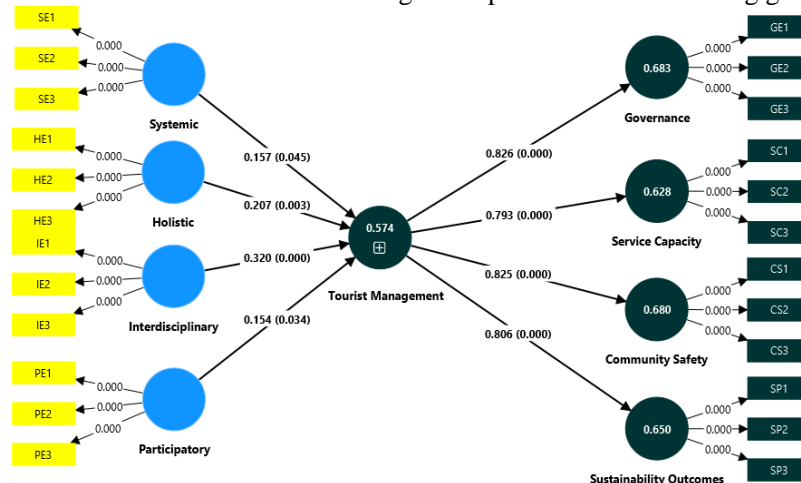 SE1
SE2
SE3
0.000
0.000
0.000
Systemic
HE1
HE2
HE3
0.000
0.000
0.000
Holistic
IE1
IE2
IE3
0.000
0.000
0.000
Interdisciplinary
PE1
PE2
PE3
0.000
0.000
0.000
Participatory
0.157 (0.045)
0.207 (0.003)
0.320 (0.000)
0.154 (0.034)
0.574
Tourist Management
0.826 (0.000)
0.793 (0.000)
0.825 (0.000)
0.806 (0.000)
0.683
Governance
0.000
0.000
0.000
GE1
GE2
GE3
0.628
Service Capacity
0.000
0.000
0.000
SC1
SC2
SC3
0.680
Community Safety
0.000
0.000
0.000
CS1
CS2
CS3
0.650
Sustainability Outcomes
0.000
0.000
0.000
SP1
SP2
SP3